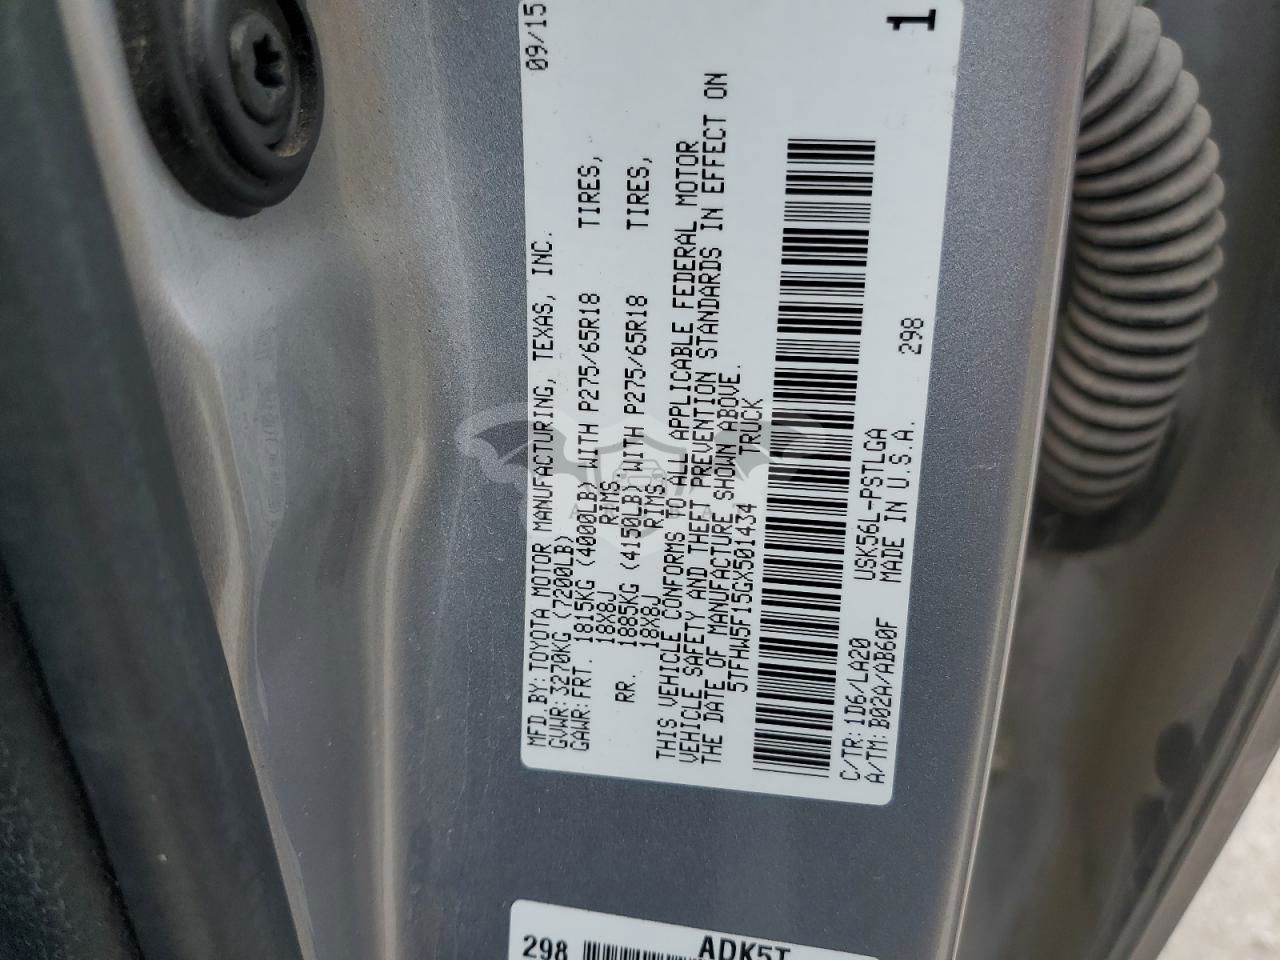 MFD. BY: TOYOTA MOTOR MANUFACTURING, TEXAS, INC. 09/15
GVWR: 3270KG (7200LB)
GAWR: FRT. 1815KG (4000LB) WITH P275/65R18 TIRES,
18X8J RIMS,
RR. 1885KG (4150LB) WITH P275/65R18 TIRES,
18X8J RIMS,
THIS VEHICLE CONFORMS TO ALL APPLICABLE FEDERAL MOTOR
VEHICLE SAFETY AND THEFT PREVENTION STANDARDS IN EFFECT ON
THE DATE OF MANUFACTURE SHOWN ABOVE.
5TFHW5F15GX501434 TRUCK
C/TR: 1D6/LA20 USK56L-PSTLGA 298
A/TM: B02A/AB60F MADE IN U.S.A.
1
298 ADK5T